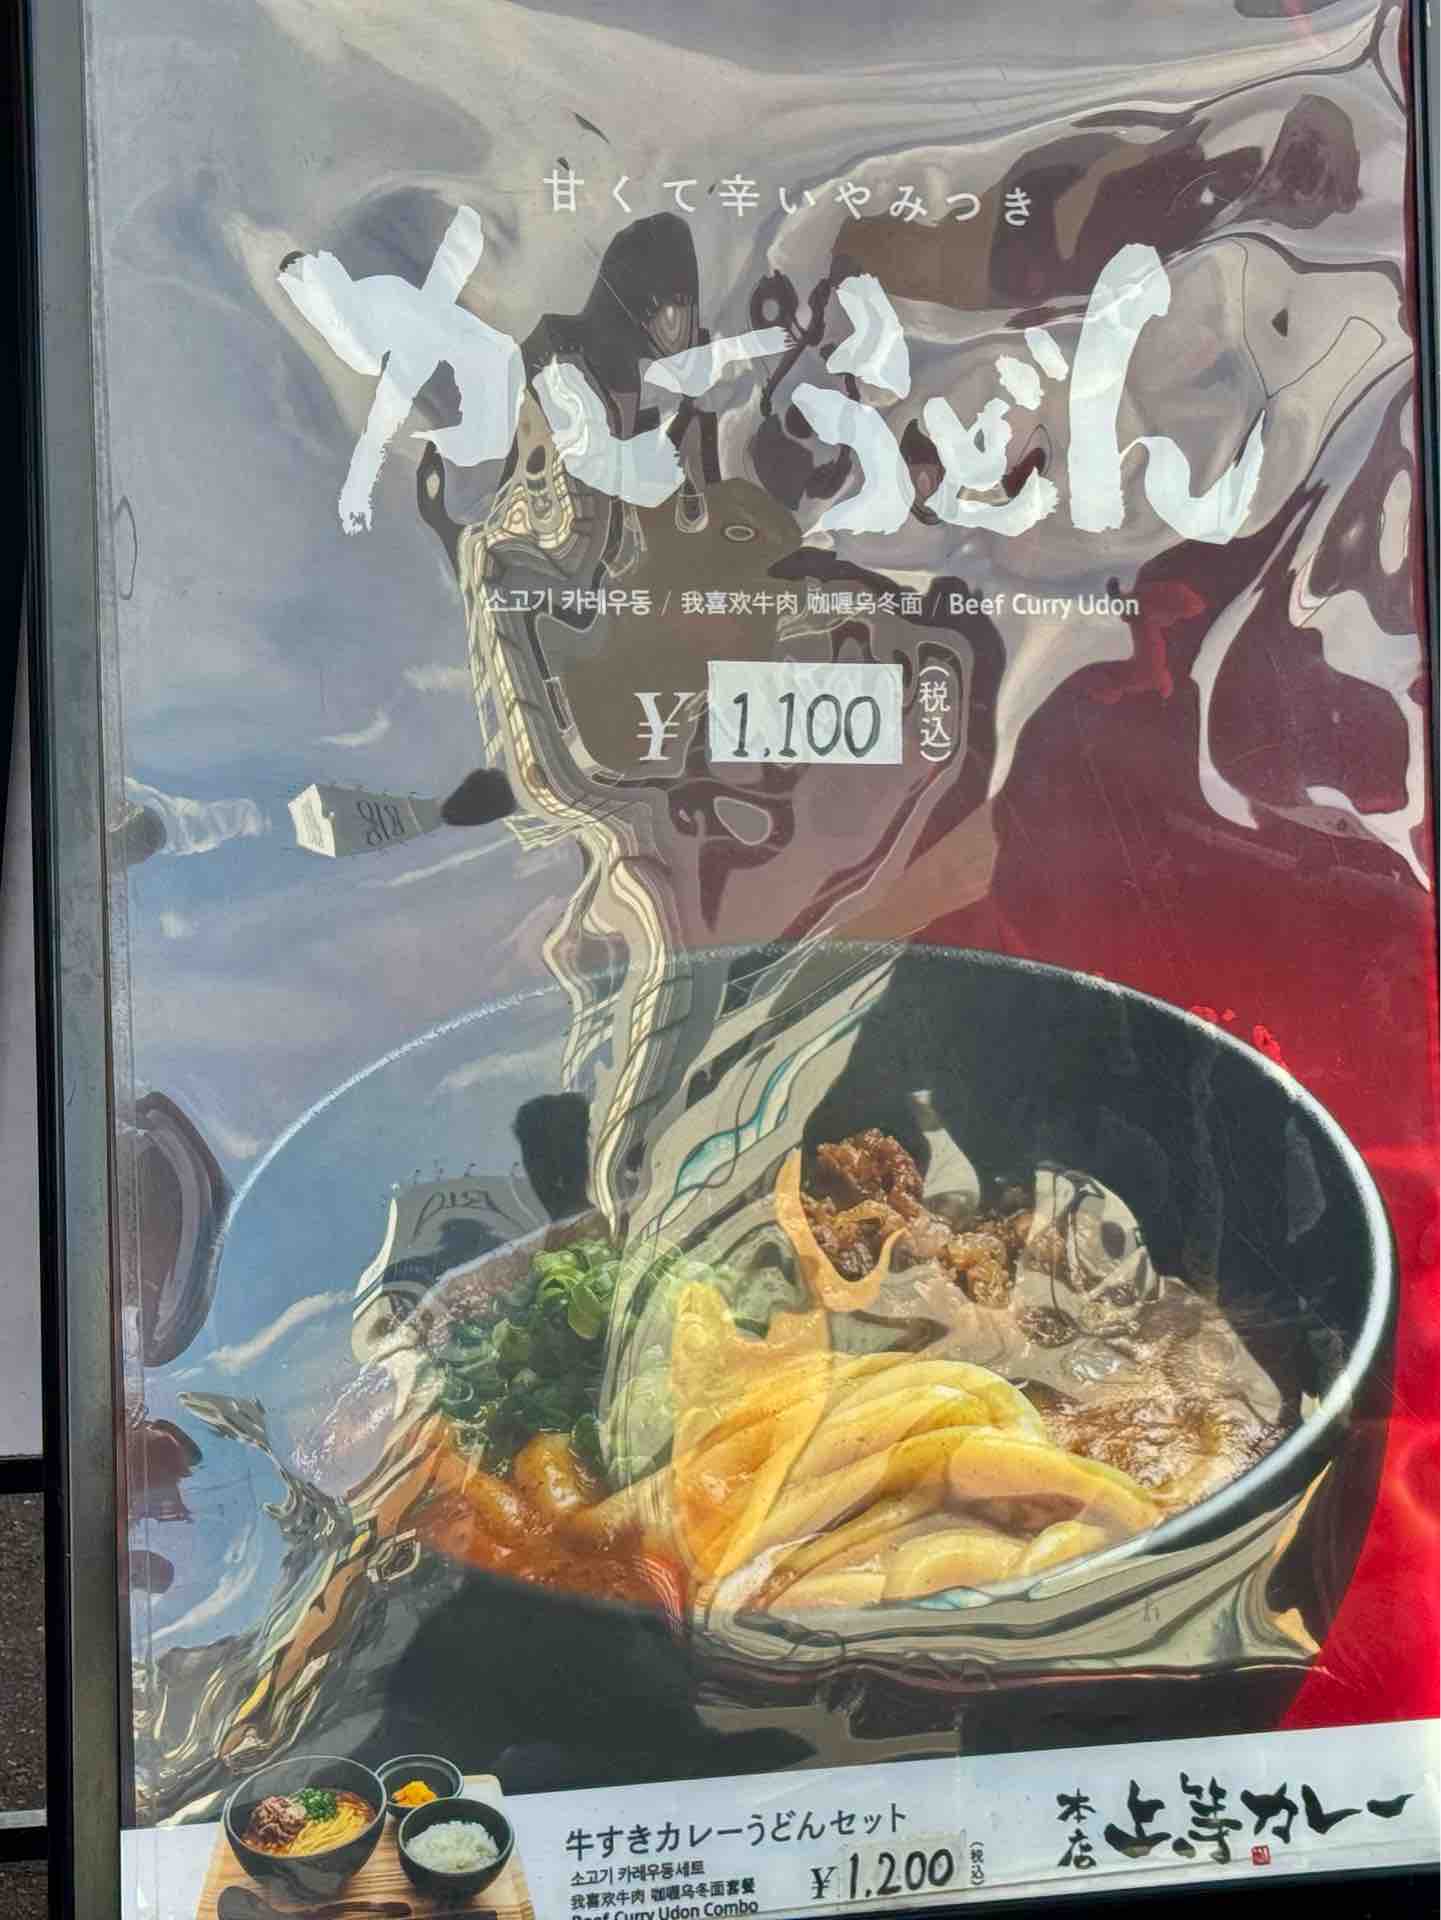 甘くて辛いやみつき
カレーうどん
소고기 카레우동 / 我喜欢牛肉 咖喱乌冬面 / Beef Curry Udon
¥ 1,100 (税込)
牛すきカレーうどんセット
소고기 카레우동세트
我喜欢牛肉 咖喱乌冬面套餐
Beef Curry Udon Combo
¥ 1,200 (税込)
本店 上等カレー